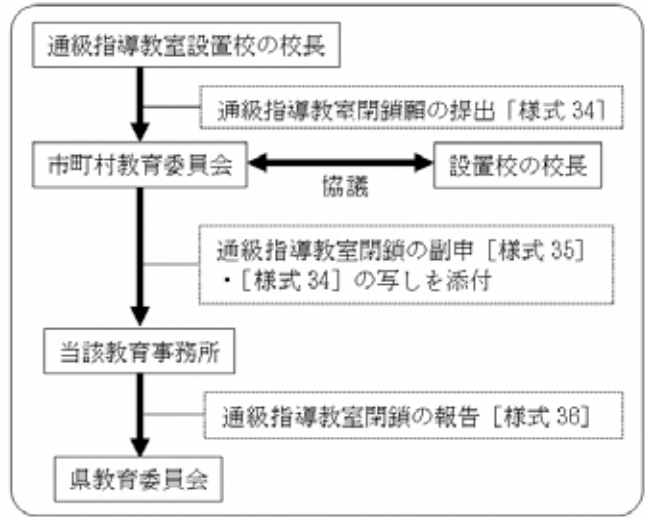 通級指導教室設置校の校長
通級指導教室閉鎖願の提出［様式 34］
市町村教育委員会
協議
設置校の校長
通級指導教室閉鎖の副申［様式 35］
・［様式 34］の写しを添付
当該教育事務所
通級指導教室閉鎖の報告［様式 36］
県教育委員会